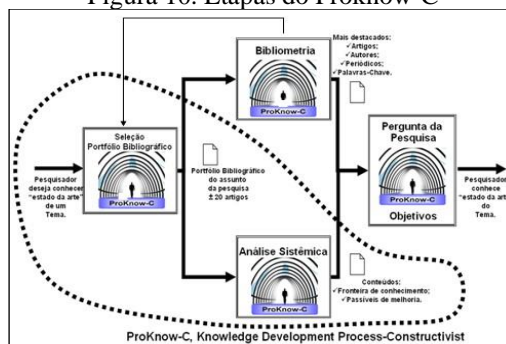 Figura 10. Etapas do Proknow-C
Bibliometria
ProKnow-C
Mais destacados:
✓Artigos;
✓Autores;
✓Periódicos;
✓Palavras-Chave.
Seleção
Portfólio Bibliográfico
ProKnow-C
Pesquisador
deseja conhecer
"estado da arte"
de um
Tema.
Portfólio Bibliográfico
do assunto
da pesquisa
±20 artigos
Pergunta da
Pesquisa
ProKnow-C
Objetivos
Pesquisador
conhece
"estado da arte"
do
Tema.
Análise Sistêmica
ProKnow-C
Conteúdos:
✓Fronteira de conhecimento;
✓Passíveis de melhoria.
ProKnow-C, Knowledge Development Process-Constructivist